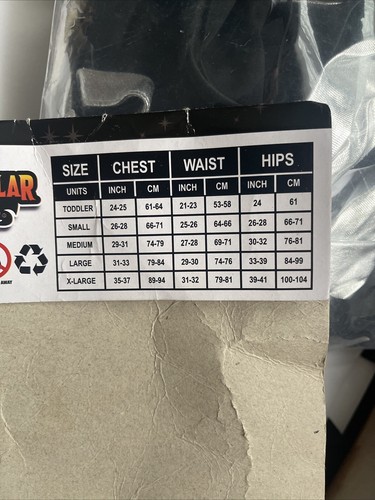 LAR
SIZE CHEST WAIST HIPS
UNITS INCH CM INCH CM INCH CM
TODDLER 24-25 61-64 21-23 53-58 24 61
SMALL 26-28 66-71 25-26 64-66 26-28 66-71
MEDIUM 29-31 74-79 27-28 69-71 30-32 76-81
LARGE 31-33 79-84 29-30 74-76 33-39 84-99
X-LARGE 35-37 89-94 31-32 79-81 39-41 100-104
AWAY